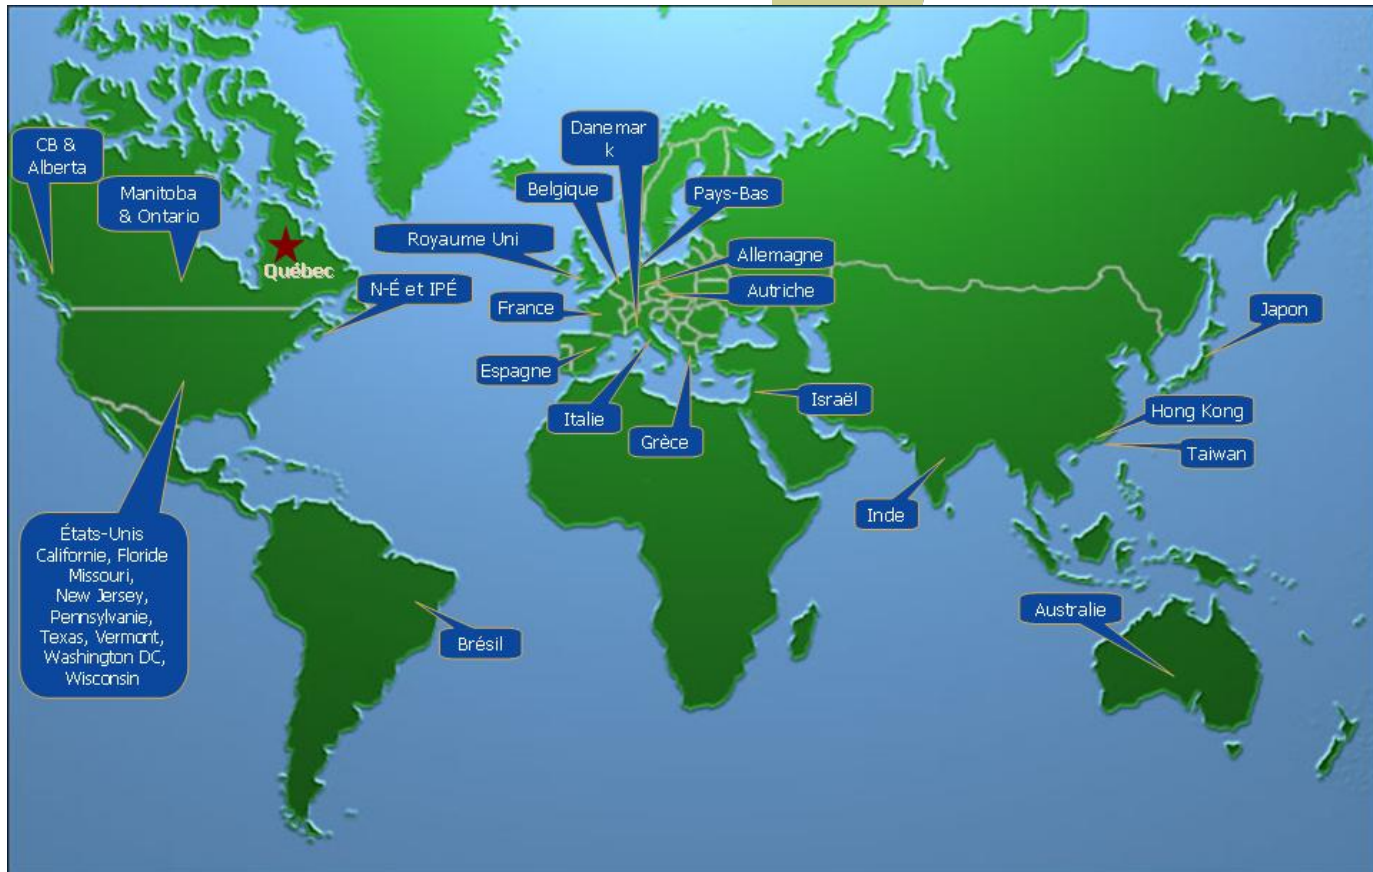 CB &
Alberta
Manitoba
& Ontario
Québec
N-É et IPÉ
États-Unis
Californie, Floride
Missouri,
New Jersey,
Pennsylvanie,
Texas, Vermont,
Washington DC,
Wisconsin
Brésil
Danemar
k
Belgique
Pays-Bas
Royaume Uni
Allemagne
Autriche
France
Espagne
Italie
Grèce
Israël
Japon
Hong Kong
Taiwan
Inde
Australie